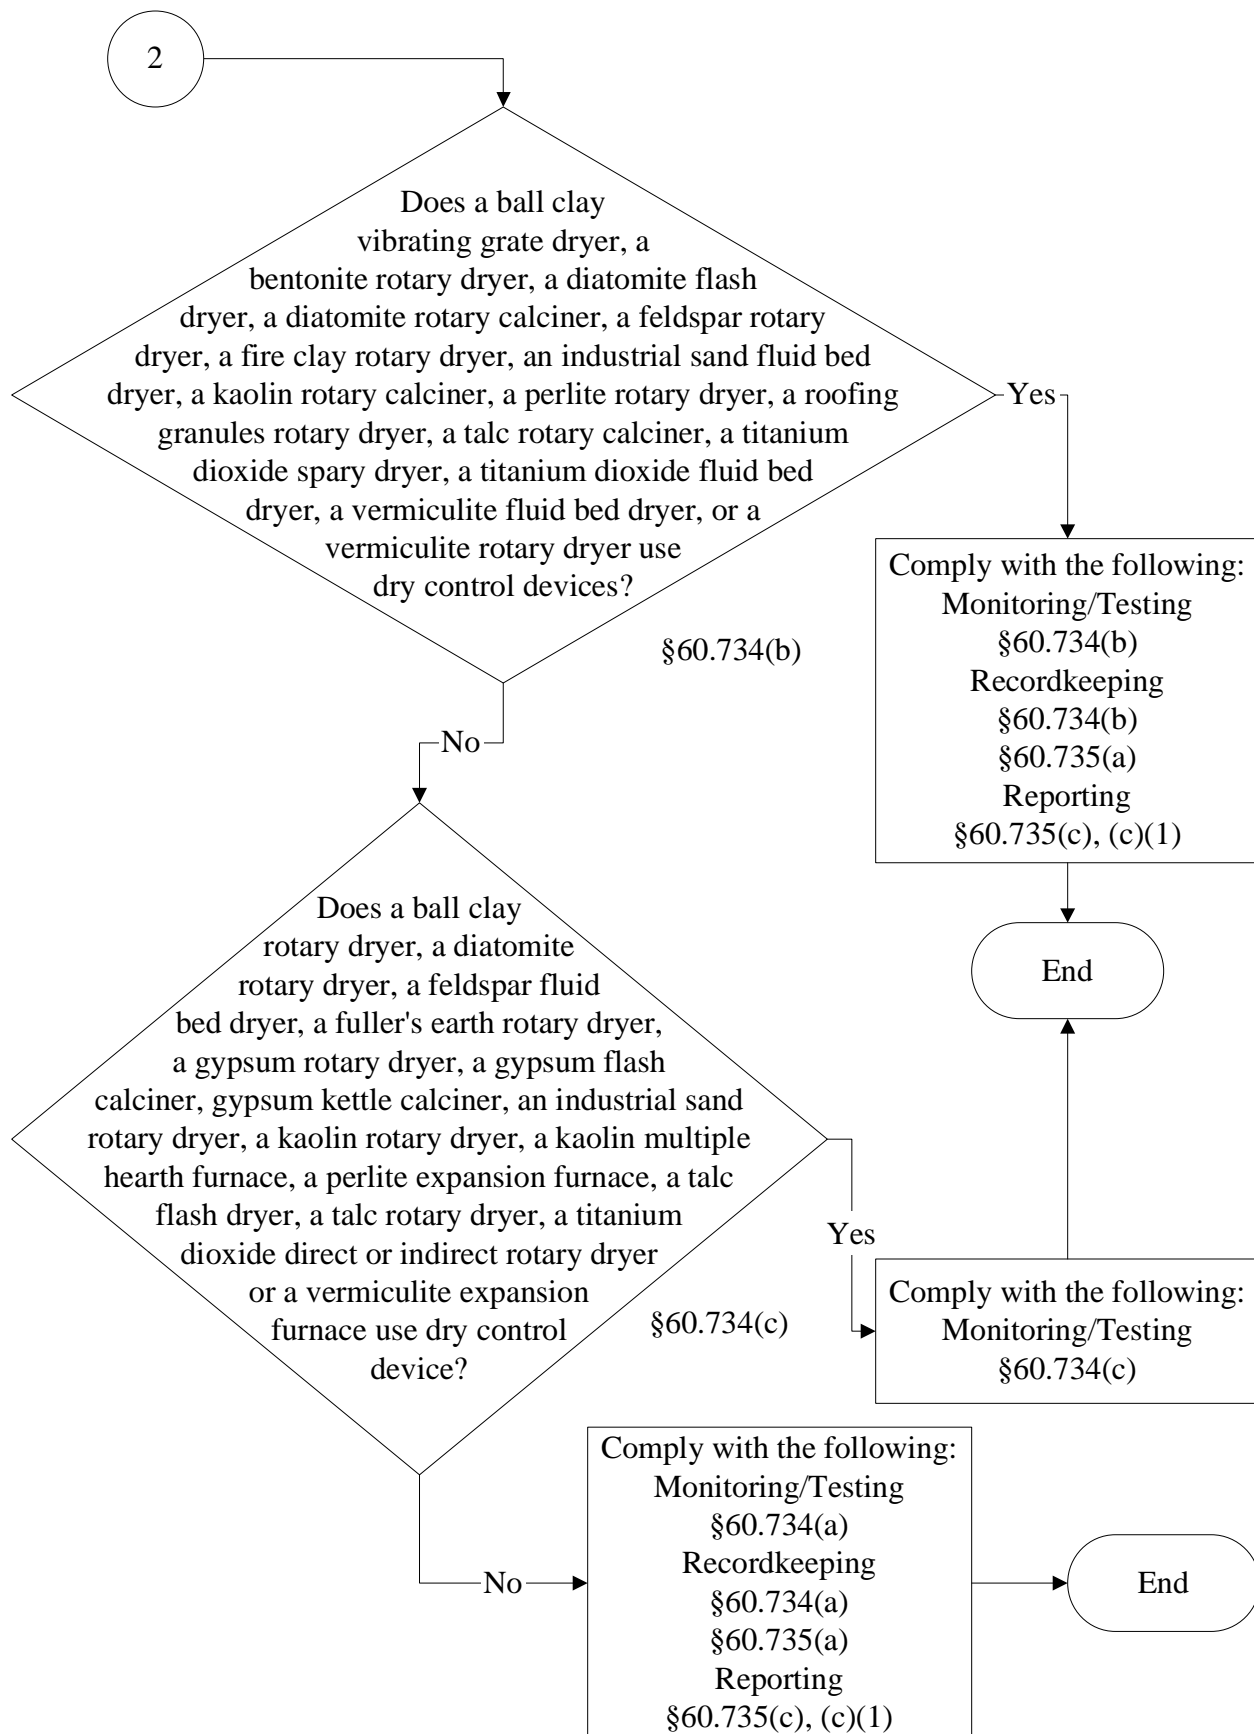 2
Does a ball clay
vibrating grate dryer, a
bentonite rotary dryer, a diatomite flash
dryer, a diatomite rotary calciner, a feldspar rotary
dryer, a fire clay rotary dryer, an industrial sand fluid bed
dryer, a kaolin rotary calciner, a perlite rotary dryer, a roofing
granules rotary dryer, a talc rotary calciner, a titanium
dioxide spary dryer, a titanium dioxide fluid bed
dryer, a vermiculite fluid bed dryer, or a
vermiculite rotary dryer use
dry control devices?
§60.734(b)
Yes
Comply with the following:
Monitoring/Testing
§60.734(b)
Recordkeeping
§60.734(b)
§60.735(a)
Reporting
§60.735(c), (c)(1)
End
No
Does a ball clay
rotary dryer, a diatomite
rotary dryer, a feldspar fluid
bed dryer, a fuller's earth rotary dryer,
a gypsum rotary dryer, a gypsum flash
calciner, gypsum kettle calciner, an industrial sand
rotary dryer, a kaolin rotary dryer, a kaolin multiple
hearth furnace, a perlite expansion furnace, a talc
flash dryer, a talc rotary dryer, a titanium
dioxide direct or indirect rotary dryer
or a vermiculite expansion
furnace use dry control
device?
§60.734(c)
Yes
Comply with the following:
Monitoring/Testing
§60.734(c)
No
Comply with the following:
Monitoring/Testing
§60.734(a)
Recordkeeping
§60.734(a)
§60.735(a)
Reporting
§60.735(c), (c)(1)
End